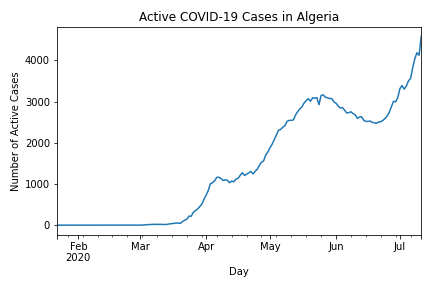 Active COVID-19 Cases in Algeria
Number of Active Cases
4000
3000
2000
1000
0
Feb Mar Apr May Jun Jul
2020
Day